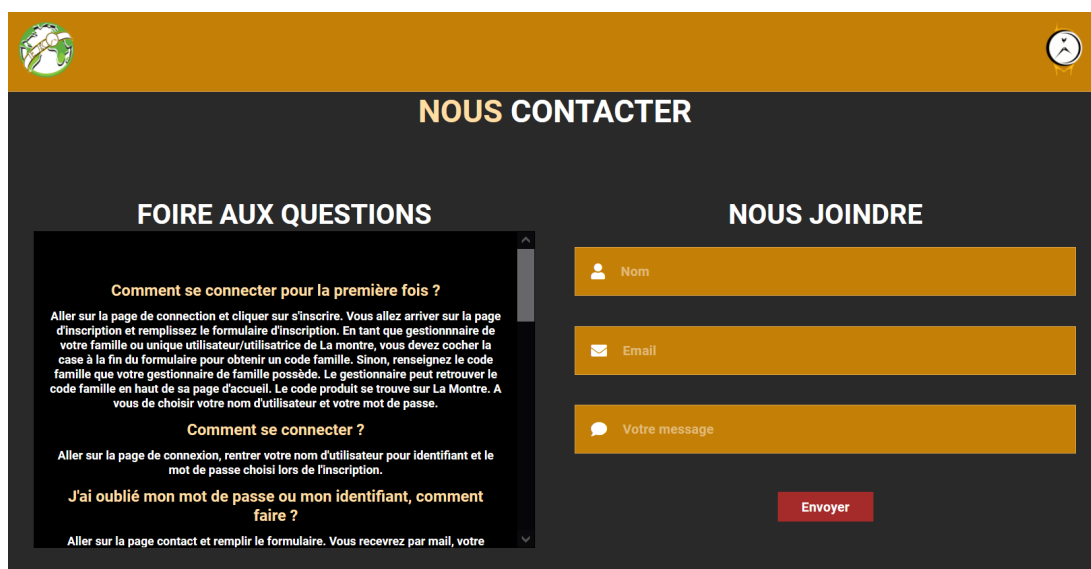 NOUS CONTACTER
FOIRE AUX QUESTIONS
Comment se connecter pour la première fois ?
Aller sur la page de connection et cliquer sur s'inscrire. Vous allez arriver sur la page
d'inscription et remplissez le formulaire d'inscription. En tant que gestionnnaire de
votre famille ou unique utilisateur/utilisatrice de La montre, vous devez cocher la
case à la fin du formulaire pour obtenir un code famille. Sinon, renseignez le code
famille que votre gestionnaire de famille possède. Le gestionnaire peut retrouver le
code famille en haut de sa page d'accueil. Le code produit se trouve sur La Montre. A
vous de choisir votre nom d'utilisateur et votre mot de passe.
Comment se connecter ?
Aller sur la page de connexion, rentrer votre nom d'utilisateur pour identifiant et le
mot de passe choisi lors de l'inscription.
J'ai oublié mon mot de passe ou mon identifiant, comment
faire ?
Aller sur la page contact et remplir le formulaire. Vous recevrez par mail, votre
NOUS JOINDRE
Nom
Email
Votre message
Envoyer